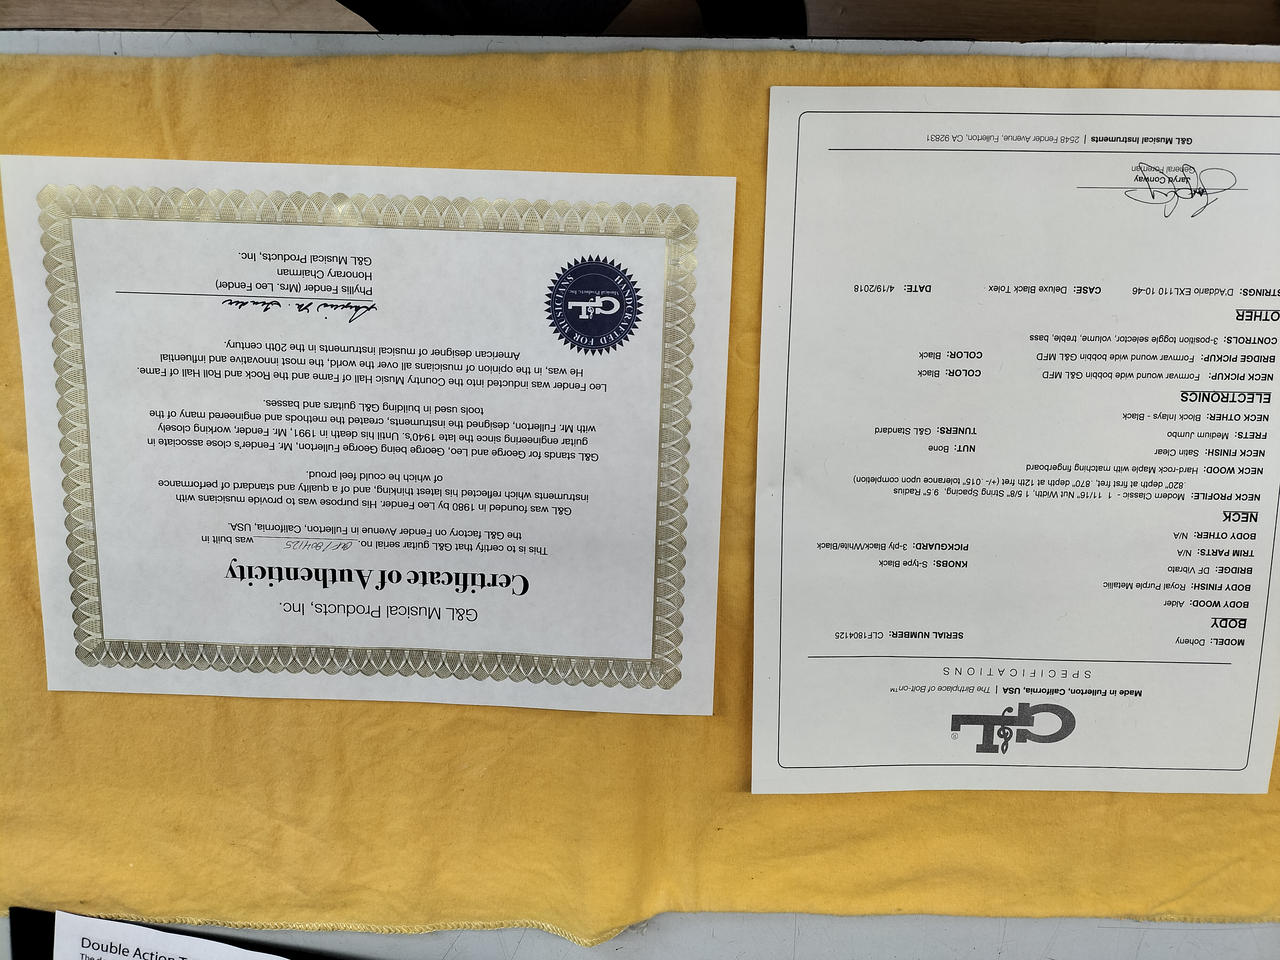 G&L Musical Products, Inc.
Certificate of Authenticity
This is to certify that G&L guitar serial no. CLF1804125 was built in
the G&L factory on Fender Avenue in Fullerton, California, USA.
G&L was founded in 1980 by Leo Fender. His purpose was to provide musicians with
instruments which reflected his latest thinking, and of a quality and standard of performance
of which he could feel proud.
G&L stands for George and Leo, George being George Fullerton, Mr. Fender's close associate in
guitar engineering since the late 1940's. Until his death in 1991, Mr. Fender, working closely
with Mr. Fullerton, designed the instruments, created the methods and engineered many of the
tools used in building G&L guitars and basses.
Leo Fender was inducted into the Country Music Hall of Fame and the Rock and Roll Hall of Fame.
He was, in the opinion of musicians all over the world, the most innovative and influential
American designer of musical instruments in the 20th century.
HANDCRAFTED FOR MUSICIANS
G&L
Musical Products, Inc.
Phyllis Fender
Phyllis Fender (Mrs. Leo Fender)
Honorary Chairman
G&L Musical Products, Inc.
G&L®
Made in Fullerton, California, USA | The Birthplace of Bolt-on™
SPECIFICATIONS
MODEL: Doheny SERIAL NUMBER: CLF1804125
BODY
BODY WOOD: Alder
BODY FINISH: Royal Purple Metallic KNOBS: S-type Black
BRIDGE: DF Vibrato PICKGUARD: 3-ply Black/White/Black
TRIM PARTS: N/A
BODY OTHER: N/A
NECK
NECK PROFILE: Modern Classic - 1 11/16" Nut Width, 1 5/8" String Spacing, 9.5" Radius
.820" depth at first fret, .870" depth at 12th fret (+/- .015" tolerance upon completion)
NECK WOOD: Hard-rock Maple with matching fingerboard
NECK FINISH: Satin Clear NUT: Bone
FRETS: Medium Jumbo TUNERS: G&L Standard
NECK OTHER: Block Inlays - Black
ELECTRONICS
NECK PICKUP: Formvar wound wide bobbin G&L MFD COLOR: Black
BRIDGE PICKUP: Formvar wound wide bobbin G&L MFD COLOR: Black
CONTROLS: 3-position toggle selector, volume, treble, bass
OTHER
STRINGS: D'Addario EXL110 10-46 CASE: Deluxe Black Tolex DATE: 4/19/2018
Jaryd Conway
General Foreman
G&L Musical Instruments | 2548 Fender Avenue, Fullerton, CA 92831
Double Action